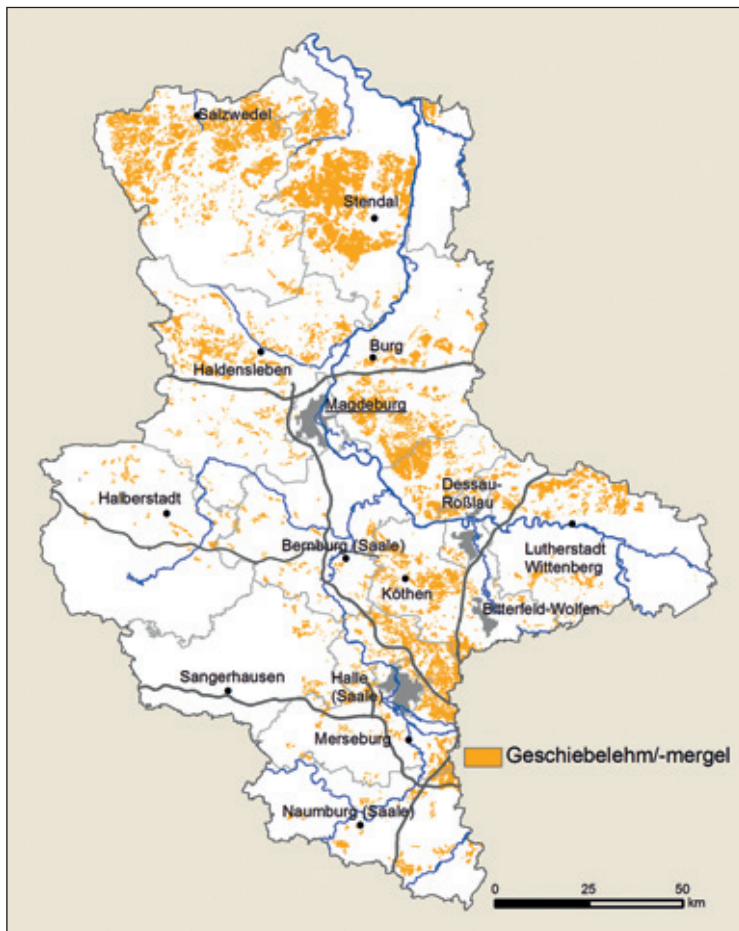 Salzwedel
Stendal
Haldensleben
Burg
Magdeburg
Halberstadt
Dessau-
Roßlau
Bernburg (Saale)
Köthen
Lutherstadt
Wittenberg
Bitterfeld-Wolfen
Sangerhausen
Halle
(Saale)
Merseburg
Geschiebelehm/-mergel
Naumburg (Saale)
0 25 50
km